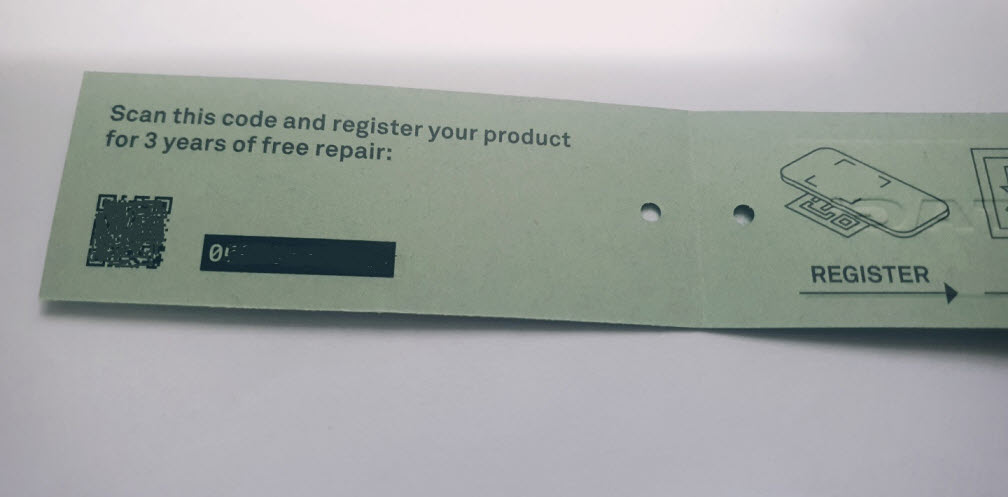 Scan this code and register your product
for 3 years of free repair:
REGISTER